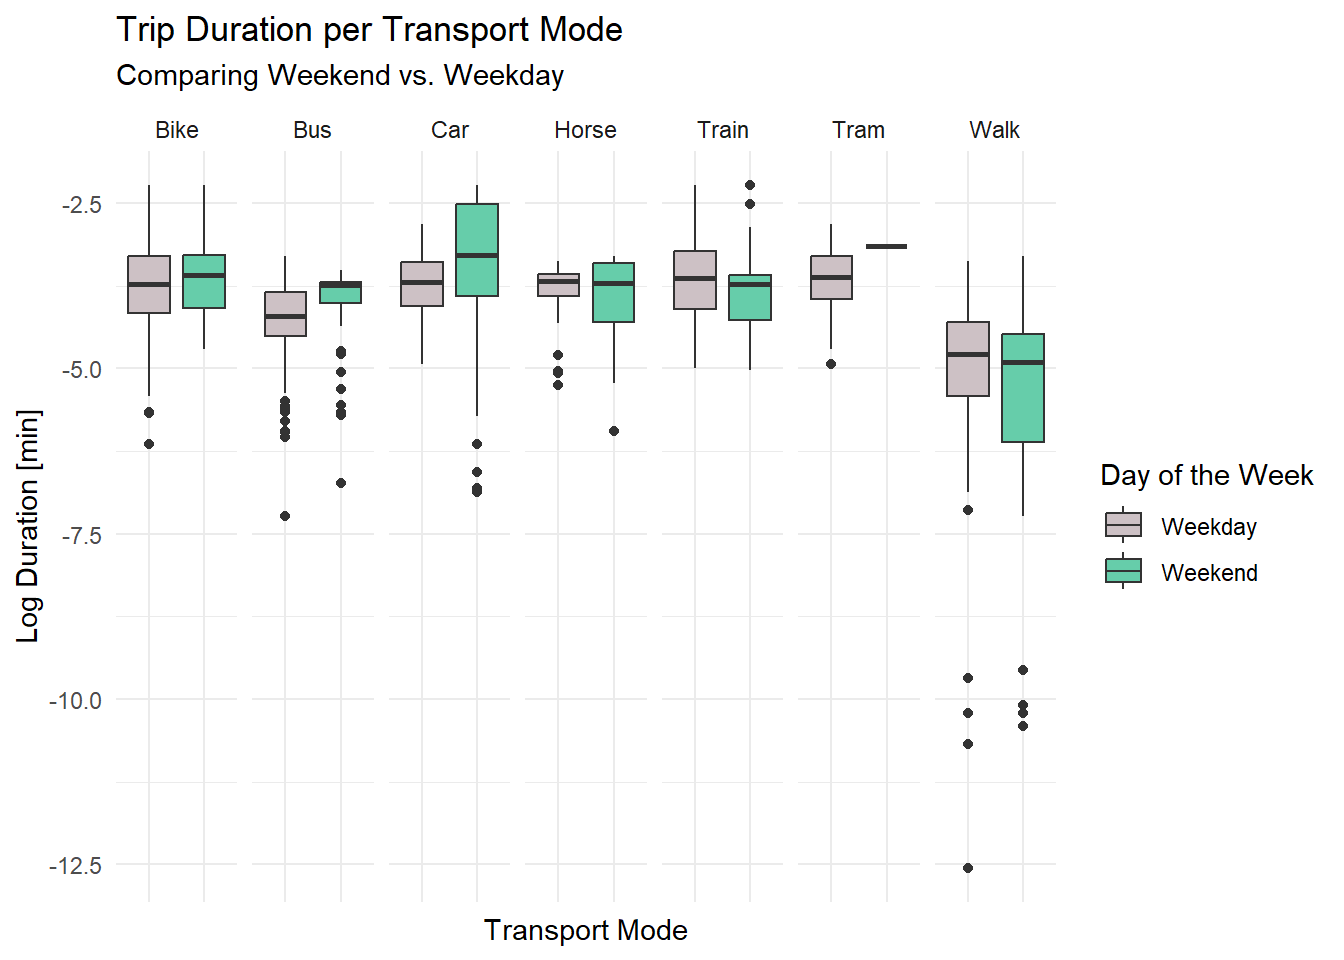 Trip Duration per Transport Mode
Comparing Weekend vs. Weekday
Bike Bus Car Horse Train Tram Walk
-2.5
-5.0
-7.5
-10.0
-12.5
Log Duration [min]
Transport Mode
Day of the Week
Weekday
Weekend